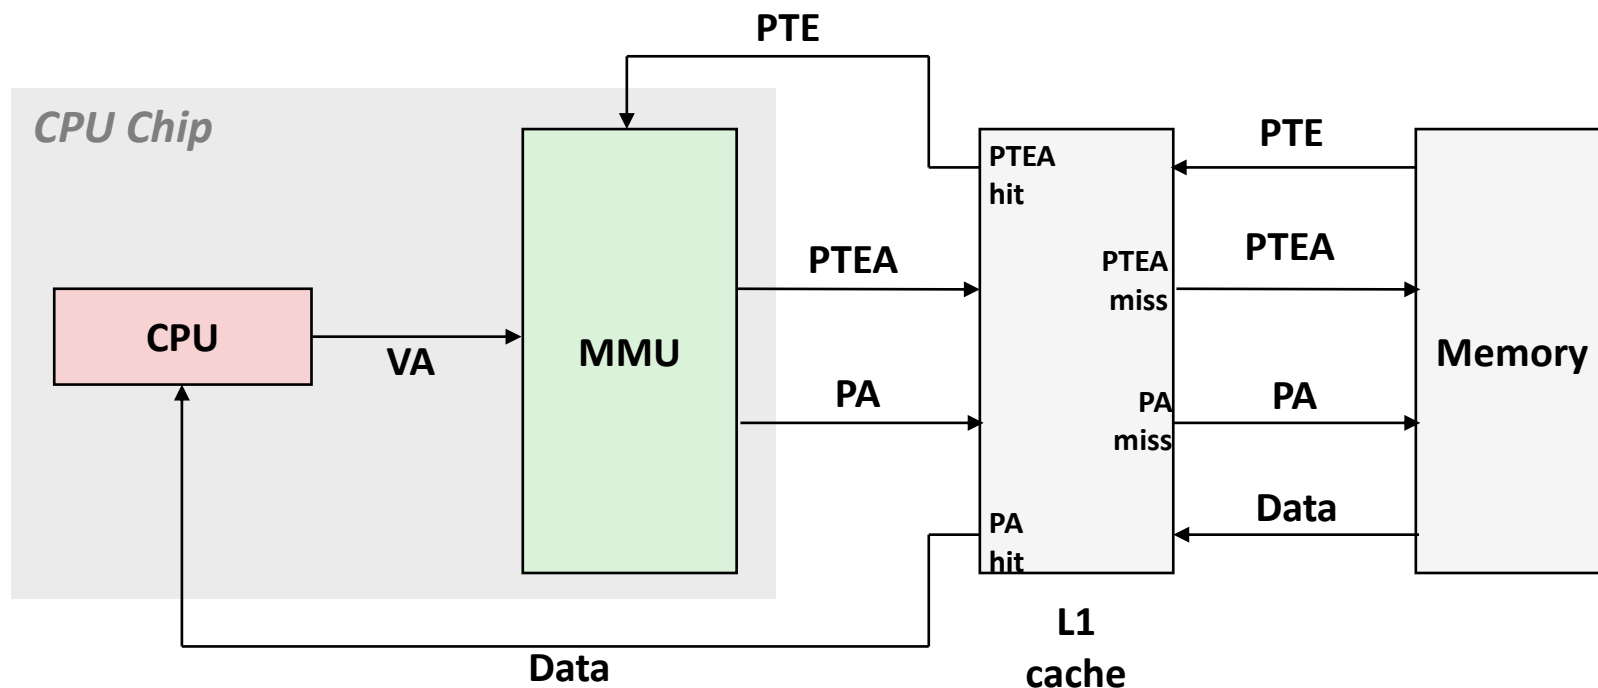 PTE
CPU Chip
PTEA
hit
PTE
PTEA
PTEA
miss
PTEA
CPU
VA
MMU
Memory
PA
PA
miss
PA
PA
hit
Data
Data
L1
cache